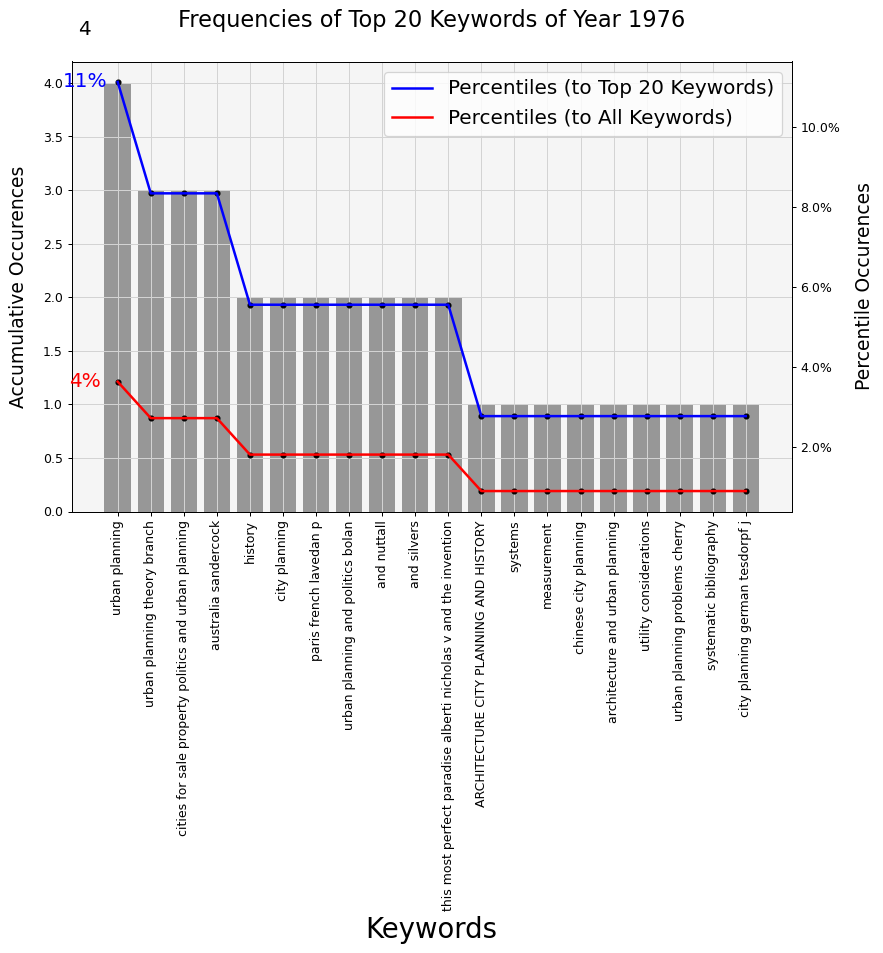 Frequencies of Top 20 Keywords of Year 1976
4
11%
4%
Percentiles (to Top 20 Keywords)
Percentiles (to All Keywords)
Accumulative Occurences
4.0
3.5
3.0
2.5
2.0
1.5
1.0
0.5
0.0
10.0%
8.0%
6.0%
4.0%
2.0%
Percentile Occurences
urban planning
urban planning theory branch
cities for sale property politics and urban planning
australia sandercock
history
city planning
paris french lavedan p
urban planning and politics bolan
and nuttall
and silvers
this most perfect paradise alberti nicholas v and the invention
ARCHITECTURE CITY PLANNING AND HISTORY
systems
measurement
chinese city planning
architecture and urban planning
utility considerations
urban planning problems cherry
systematic bibliography
city planning german tesdorpf j
Keywords